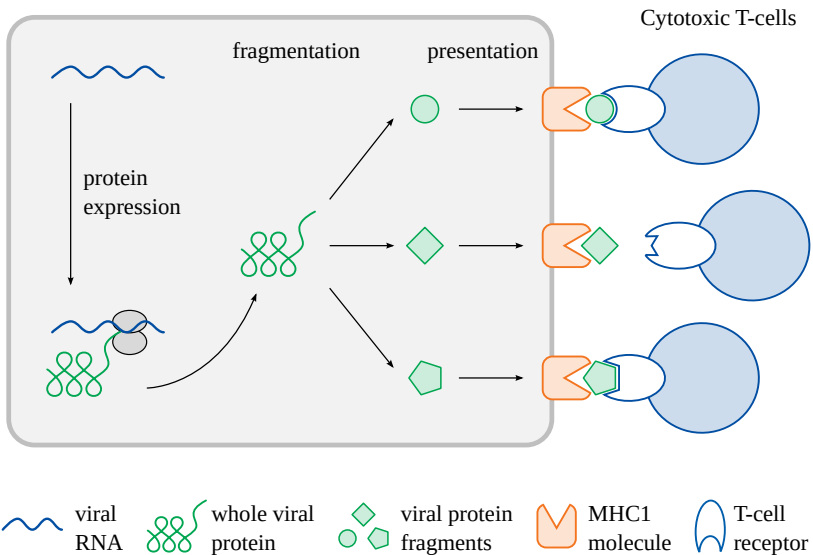 Cytotoxic T-cells
fragmentation
presentation
protein
expression
viral
RNA
whole viral
protein
viral protein
fragments
MHC1
molecule
T-cell
receptor